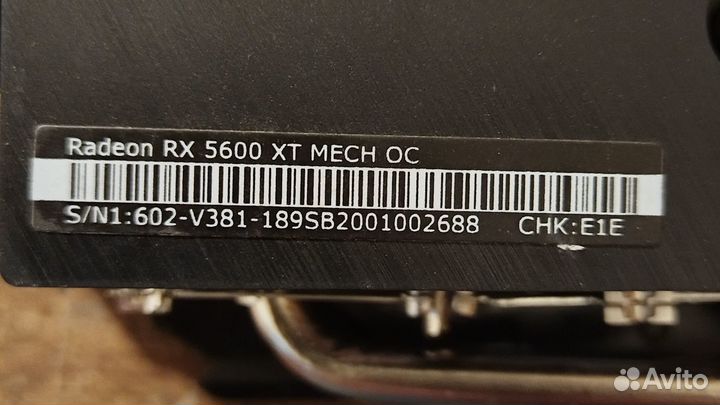 Radeon RX 5600 XT MECH OC
S/N1:602-V381-189SB2001002688 CHK:E1E
Avito